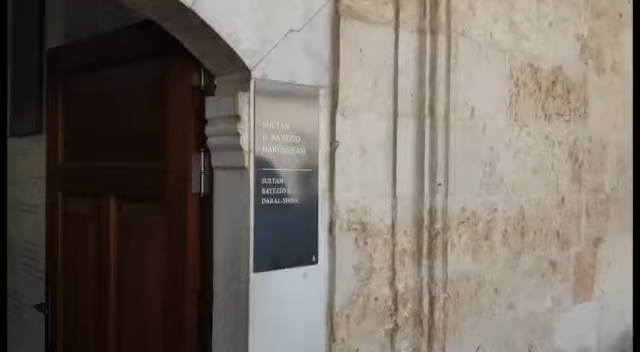 SULTAN
II. BAYEZID
DARÜŞŞİFASI
SULTAN
BAYEZID II
DARAL-SHIFA